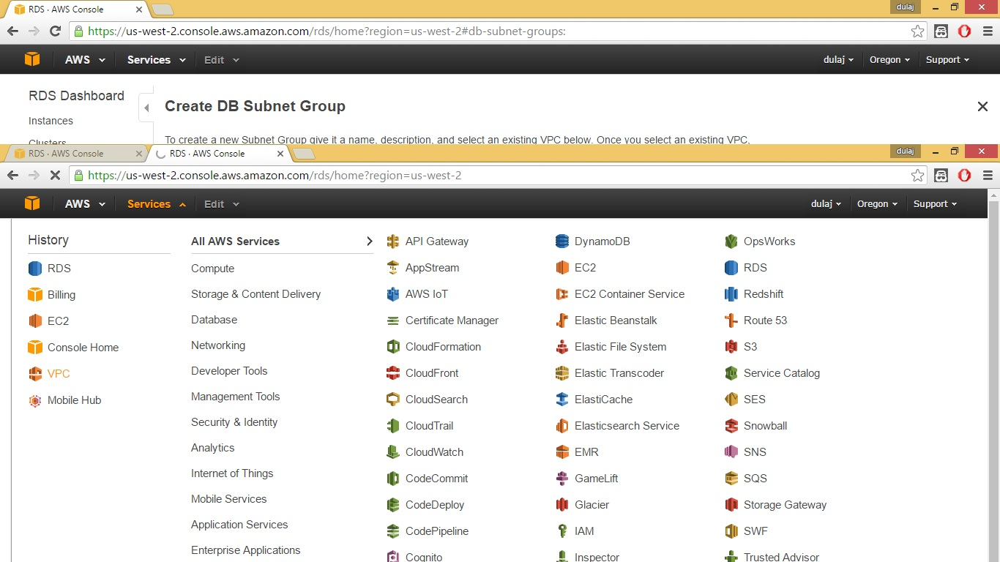 RDS · AWS Console
dulaj
https://us-west-2.console.aws.amazon.com/rds/home?region=us-west-2#db-subnet-groups:
AWS Services Edit dulaj Oregon Support
RDS Dashboard
Instances
Clusters
Create DB Subnet Group
To create a new Subnet Group give it a name, description, and select an existing VPC below. Once you select an existing VPC,
RDS · AWS Console RDS · AWS Console
dulaj
https://us-west-2.console.aws.amazon.com/rds/home?region=us-west-2
AWS Services Edit dulaj Oregon Support
History
RDS
Billing
EC2
Console Home
VPC
Mobile Hub
All AWS Services
Compute
Storage & Content Delivery
Database
Networking
Developer Tools
Management Tools
Security & Identity
Analytics
Internet of Things
Mobile Services
Application Services
Enterprise Applications
API Gateway
AppStream
AWS IoT
Certificate Manager
CloudFormation
CloudFront
CloudSearch
CloudTrail
CloudWatch
CodeCommit
CodeDeploy
CodePipeline
Cognito
DynamoDB
EC2
EC2 Container Service
Elastic Beanstalk
Elastic File System
Elastic Transcoder
ElastiCache
Elasticsearch Service
EMR
GameLift
Glacier
IAM
Inspector
OpsWorks
RDS
Redshift
Route 53
S3
Service Catalog
SES
Snowball
SNS
SQS
Storage Gateway
SWF
Trusted Advisor